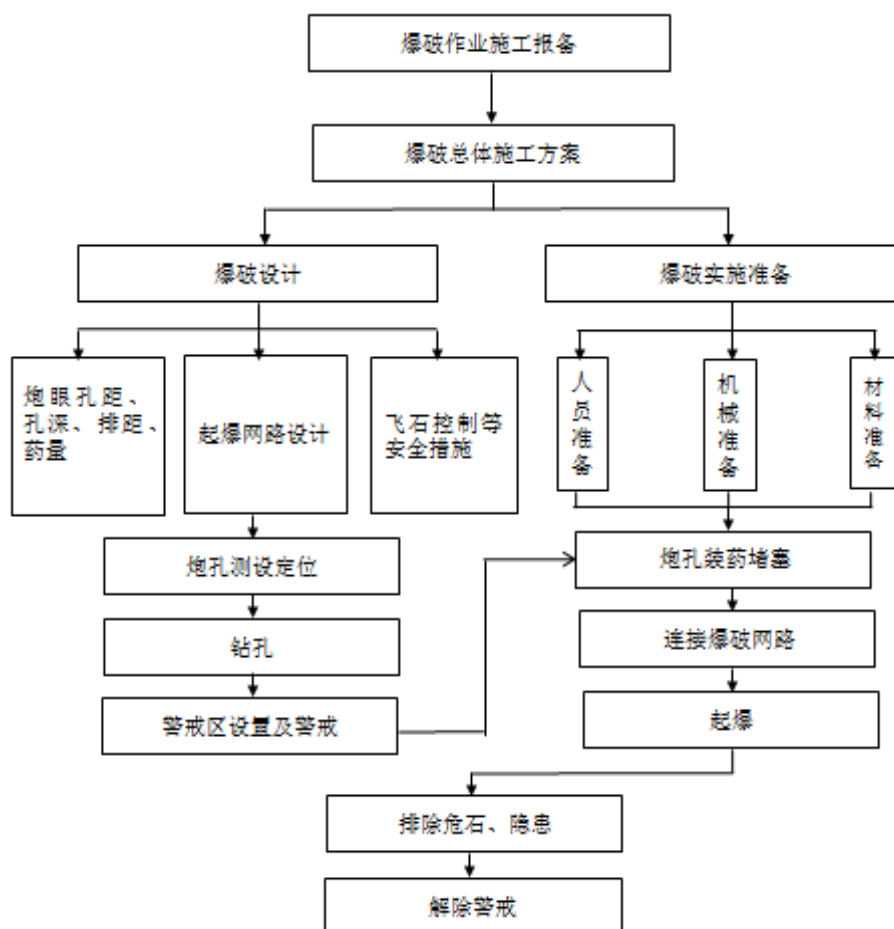 爆破作业施工报备
爆破总体施工方案
爆破设计
爆破实施准备
炮眼孔距、
孔深、排距、
药量
起爆网路设计
飞石控制等
安全措施
人员准备
机械准备
材料准备
炮孔测设定位
炮孔装药堵塞
钻孔
连接爆破网路
警戒区设置及警戒
起爆
排除危石、隐患
解除警戒